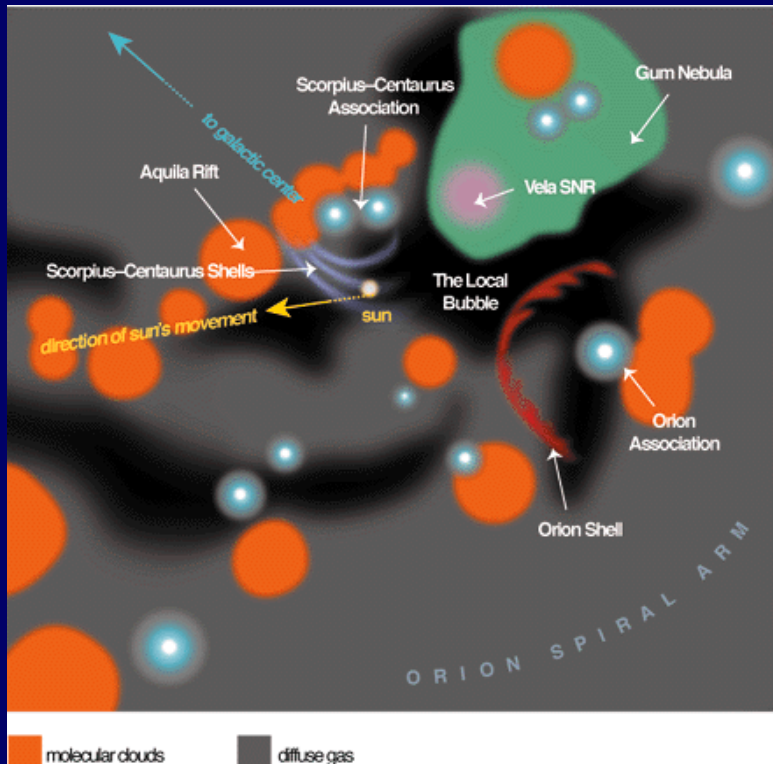 Gum Nebula
Scorpius–Centaurus
Association
to galactic center
Aquila Rift
Vela SNR
Scorpius–Centaurus Shells
The Local
Bubble
direction of sun's movement
sun
Orion
Association
Orion Shell
ORION SPIRAL ARM
molecular clouds
diffuse gas